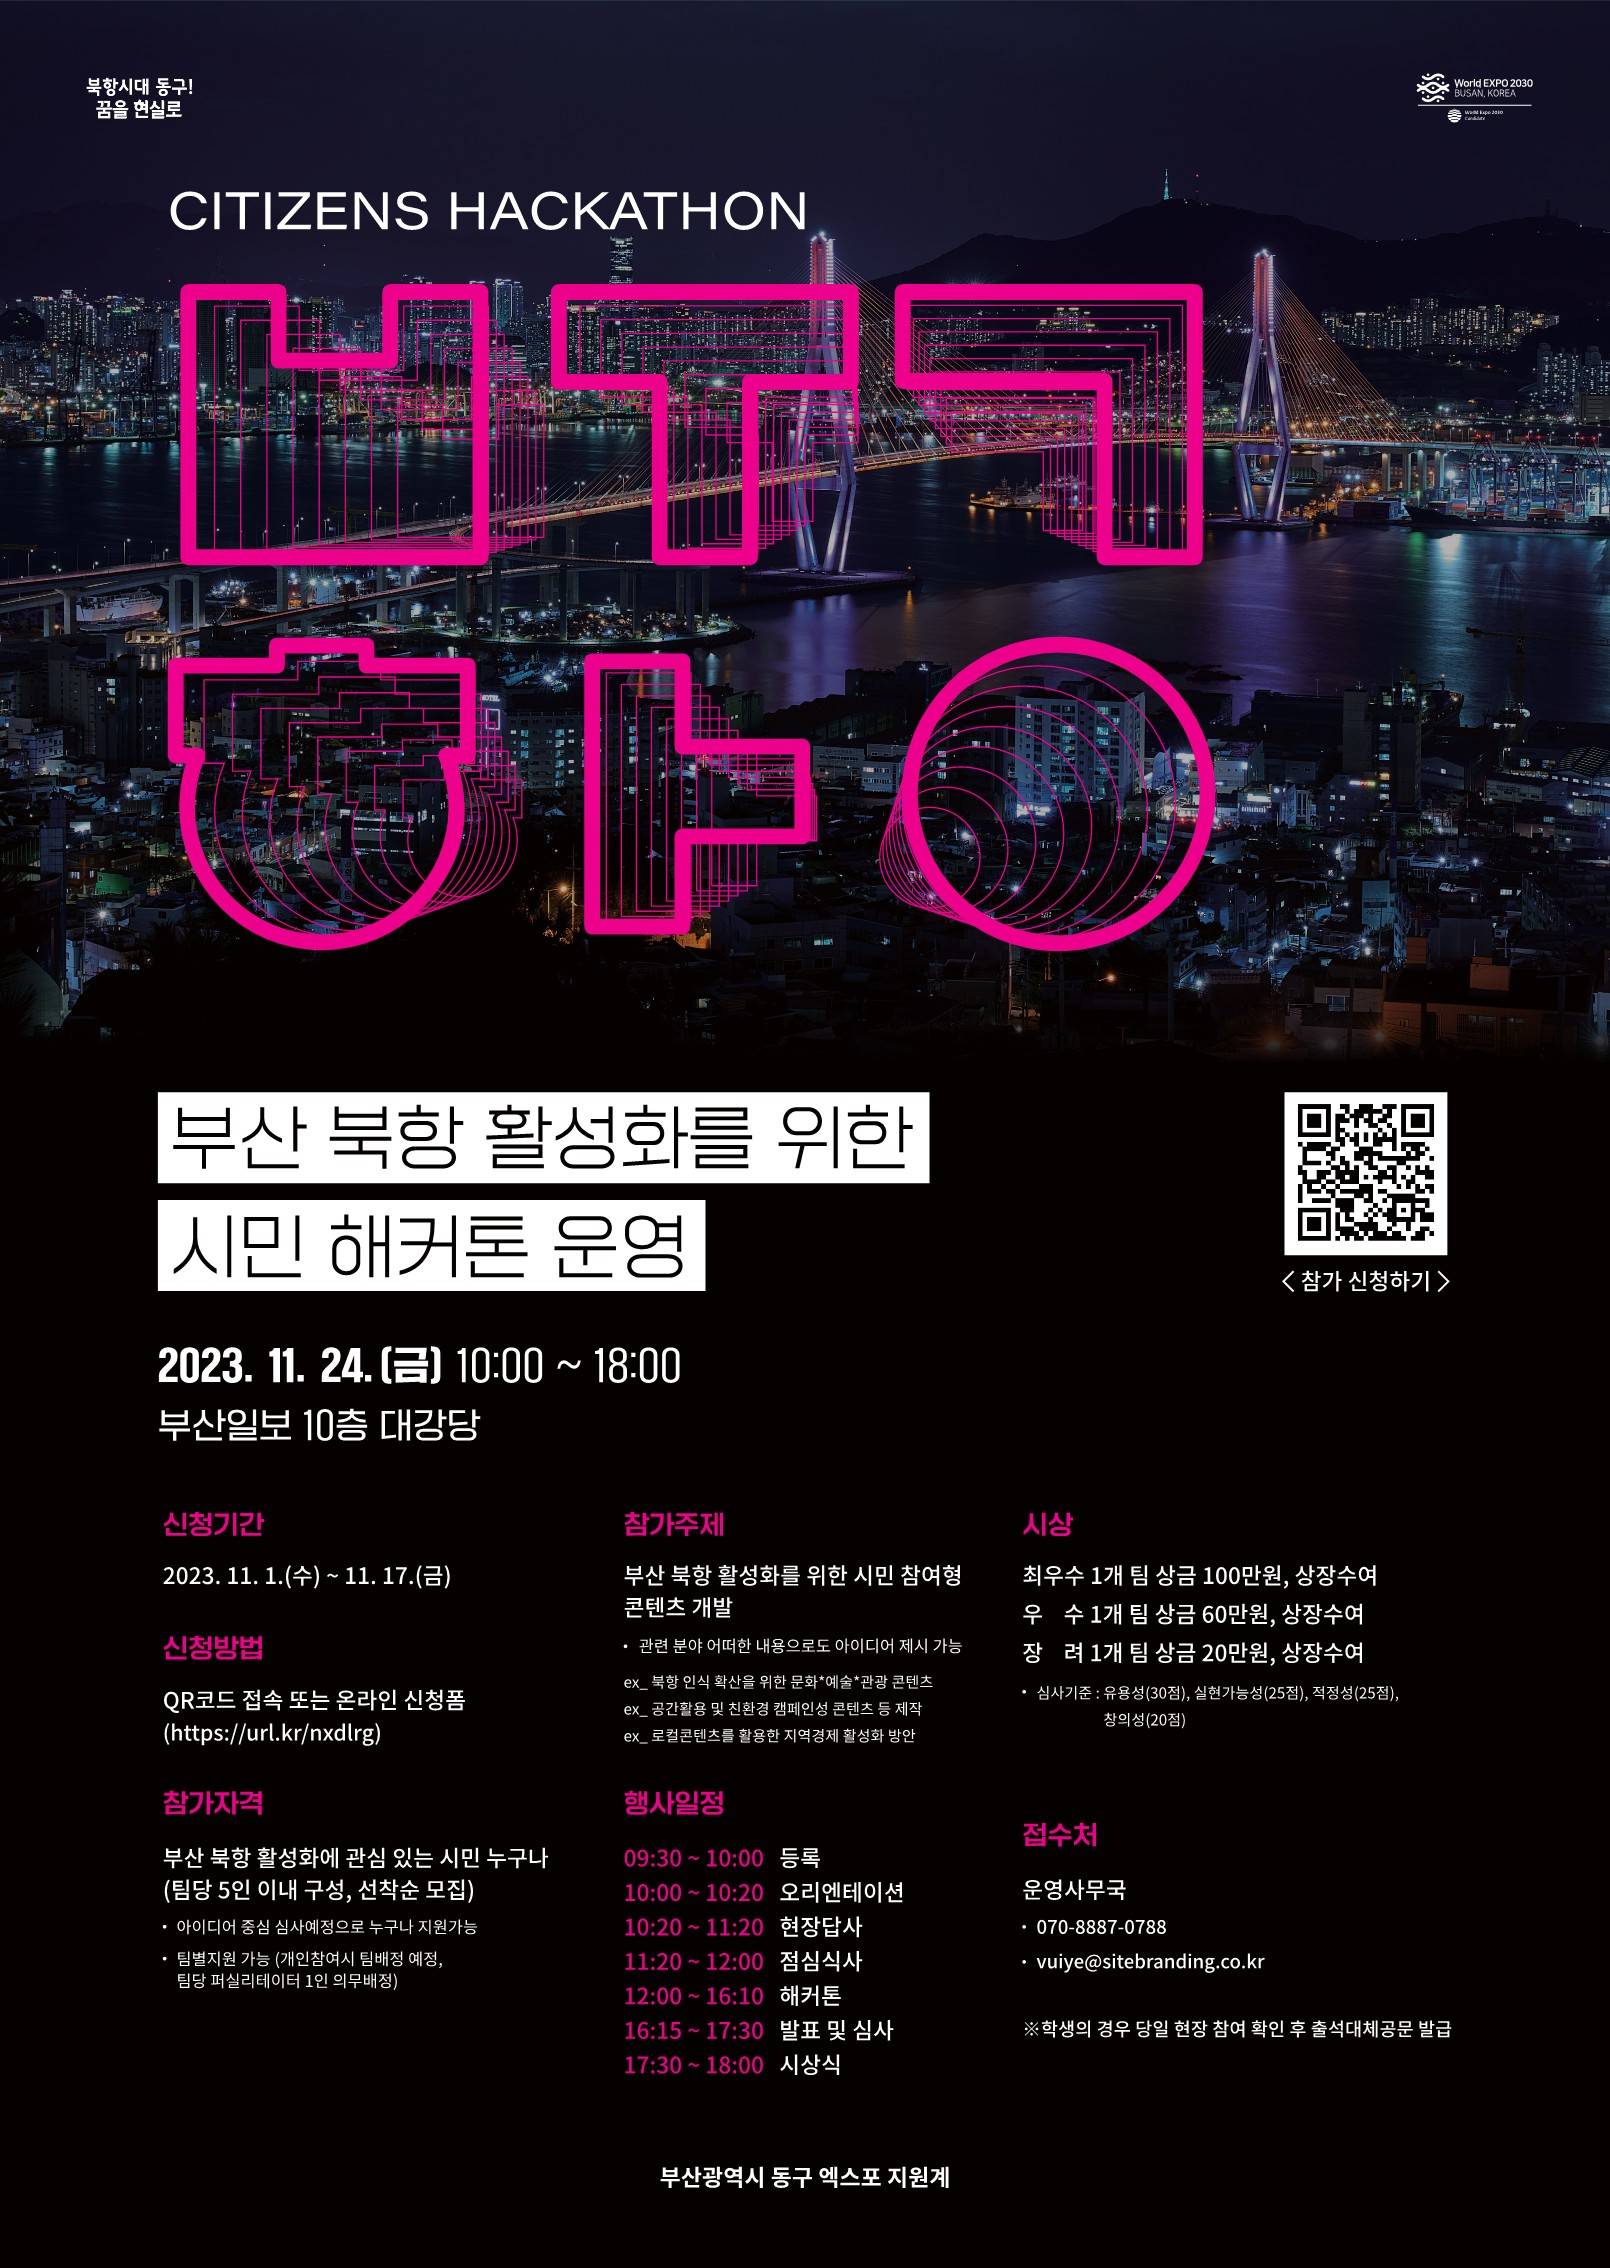 북항시대 동구!
꿈을 현실로
World EXPO 2030
BUSAN, KOREA
World Expo 2030
Candidate
CITIZENS HACKATHON
ㅂㅜㄱ
ㅎㅏㅇ
HOTEL
부산 북항 활성화를 위한
시민 해커톤 운영
< 참가 신청하기 >
2023. 11. 24.(금) 10:00 ~ 18:00
부산일보 10층 대강당
신청기간
2023. 11. 1.(수) ~ 11. 17.(금)
신청방법
QR코드 접속 또는 온라인 신청폼
(https://url.kr/nxdlrg)
참가자격
부산 북항 활성화에 관심 있는 시민 누구나
(팀당 5인 이내 구성, 선착순 모집)
• 아이디어 중심 심사예정으로 누구나 지원가능
• 팀별지원 가능 (개인참여시 팀배정 예정,
팀당 퍼실리테이터 1인 의무배정)
참가주제
부산 북항 활성화를 위한 시민 참여형
콘텐츠 개발
• 관련 분야 어떠한 내용으로도 아이디어 제시 가능
ex_ 북항 인식 확산을 위한 문화*예술*관광 콘텐츠
ex_ 공간활용 및 친환경 캠페인성 콘텐츠 등 제작
ex_ 로컬콘텐츠를 활용한 지역경제 활성화 방안
행사일정
09:30 ~ 10:00 등록
10:00 ~ 10:20 오리엔테이션
10:20 ~ 11:20 현장답사
11:20 ~ 12:00 점심식사
12:00 ~ 16:10 해커톤
16:15 ~ 17:30 발표 및 심사
17:30 ~ 18:00 시상식
시상
최우수 1개 팀 상금 100만원, 상장수여
우 수 1개 팀 상금 60만원, 상장수여
장 려 1개 팀 상금 20만원, 상장수여
• 심사기준 : 유용성(30점), 실현가능성(25점), 적정성(25점),
창의성(20점)
접수처
운영사무국
• 070-8887-0788
• vuiye@sitebranding.co.kr
※학생의 경우 당일 현장 참여 확인 후 출석대체공문 발급
부산광역시 동구 엑스포 지원계